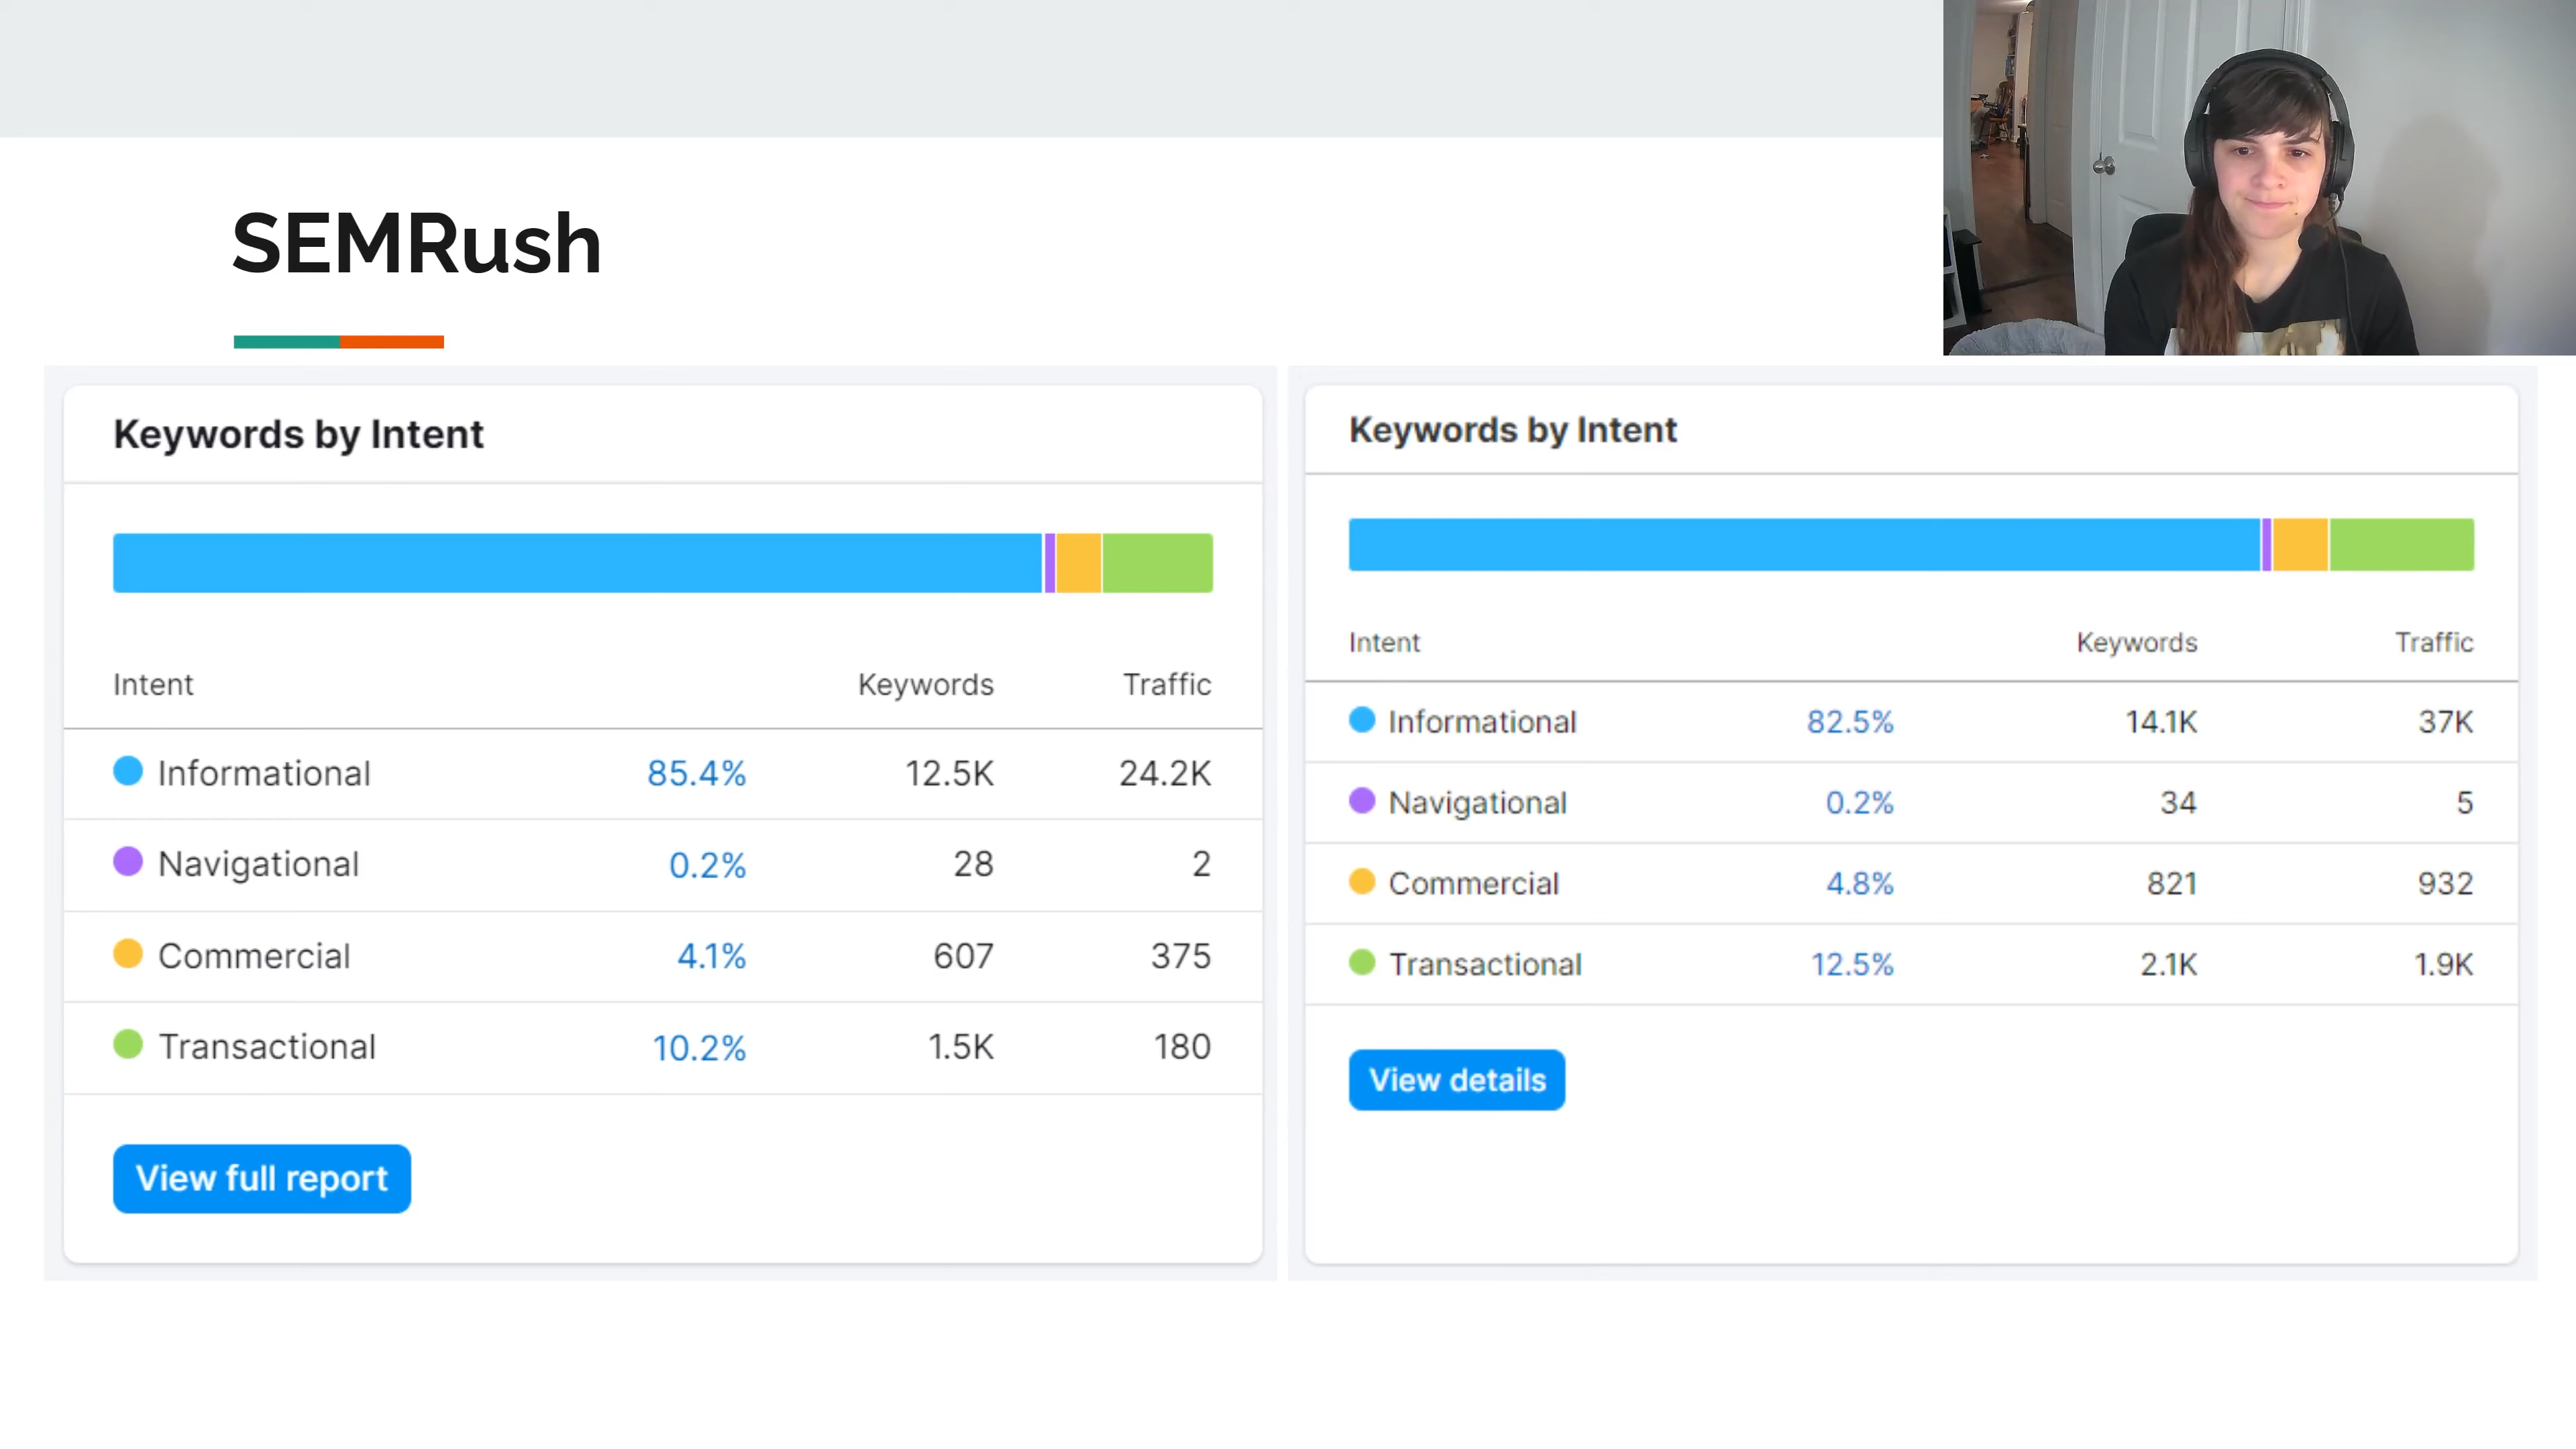 SEMRush
Keywords by Intent
Intent Keywords Traffic
Informational 85.4% 12.5K 24.2K
Navigational 0.2% 28 2
Commercial 4.1% 607 375
Transactional 10.2% 1.5K 180
View full report
Keywords by Intent
Intent Keywords Traffic
Informational 82.5% 14.1K 37K
Navigational 0.2% 34 5
Commercial 4.8% 821 932
Transactional 12.5% 2.1K 1.9K
View details